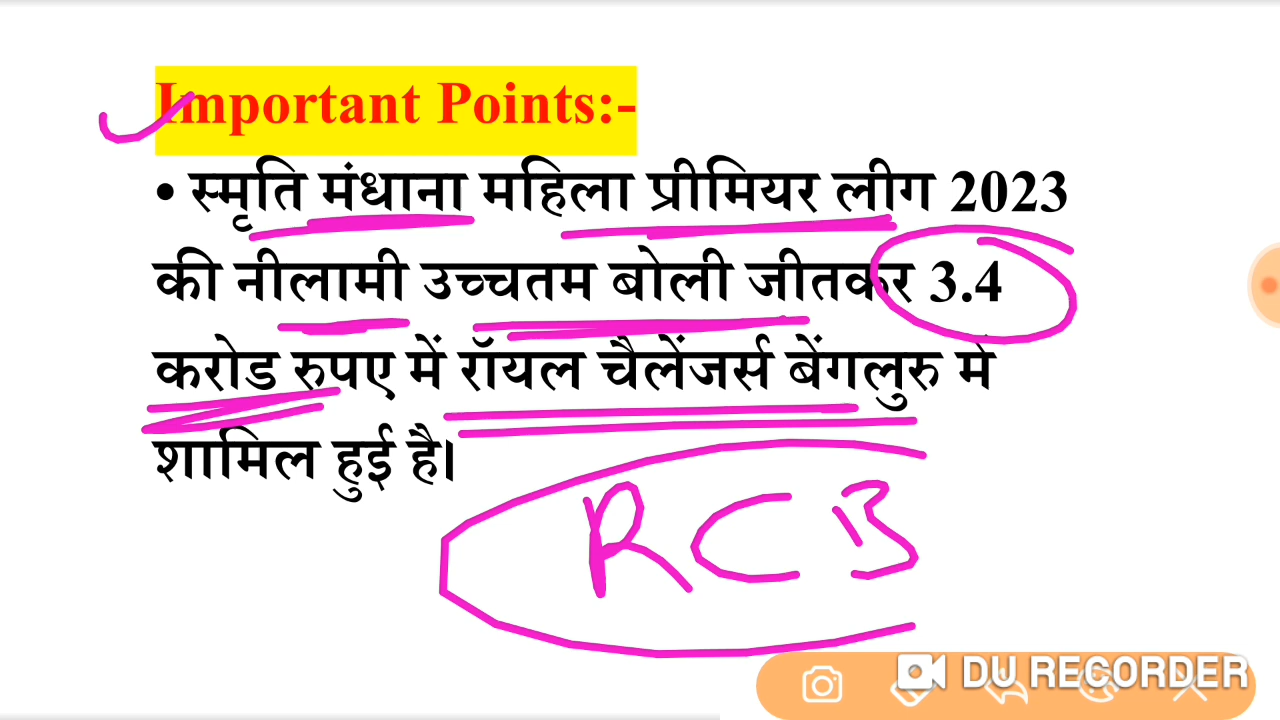 Important Points:-
• स्मृति मंधाना महिला प्रीमियर लीग 2023
की नीलामी उच्चतम बोली जीतकर 3.4
करोड रुपए में रॉयल चैलेंजर्स बेंगलुरु मे
शामिल हुई है।
RCB
DU RECORDER